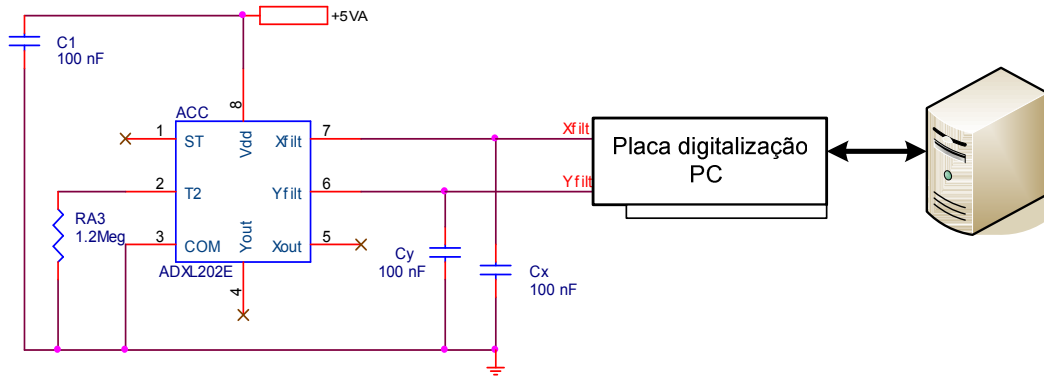 +5VA
C1
100 nF
ACC
8
Vdd
1
ST
Xfilt
7
Xfilt
2
T2
Yfilt
6
Yfilt
RA3
1.2Meg
3
COM
Yout
Xout
5
ADXL202E
4
Cy
100 nF
Cx
100 nF
Placa digitalização
PC